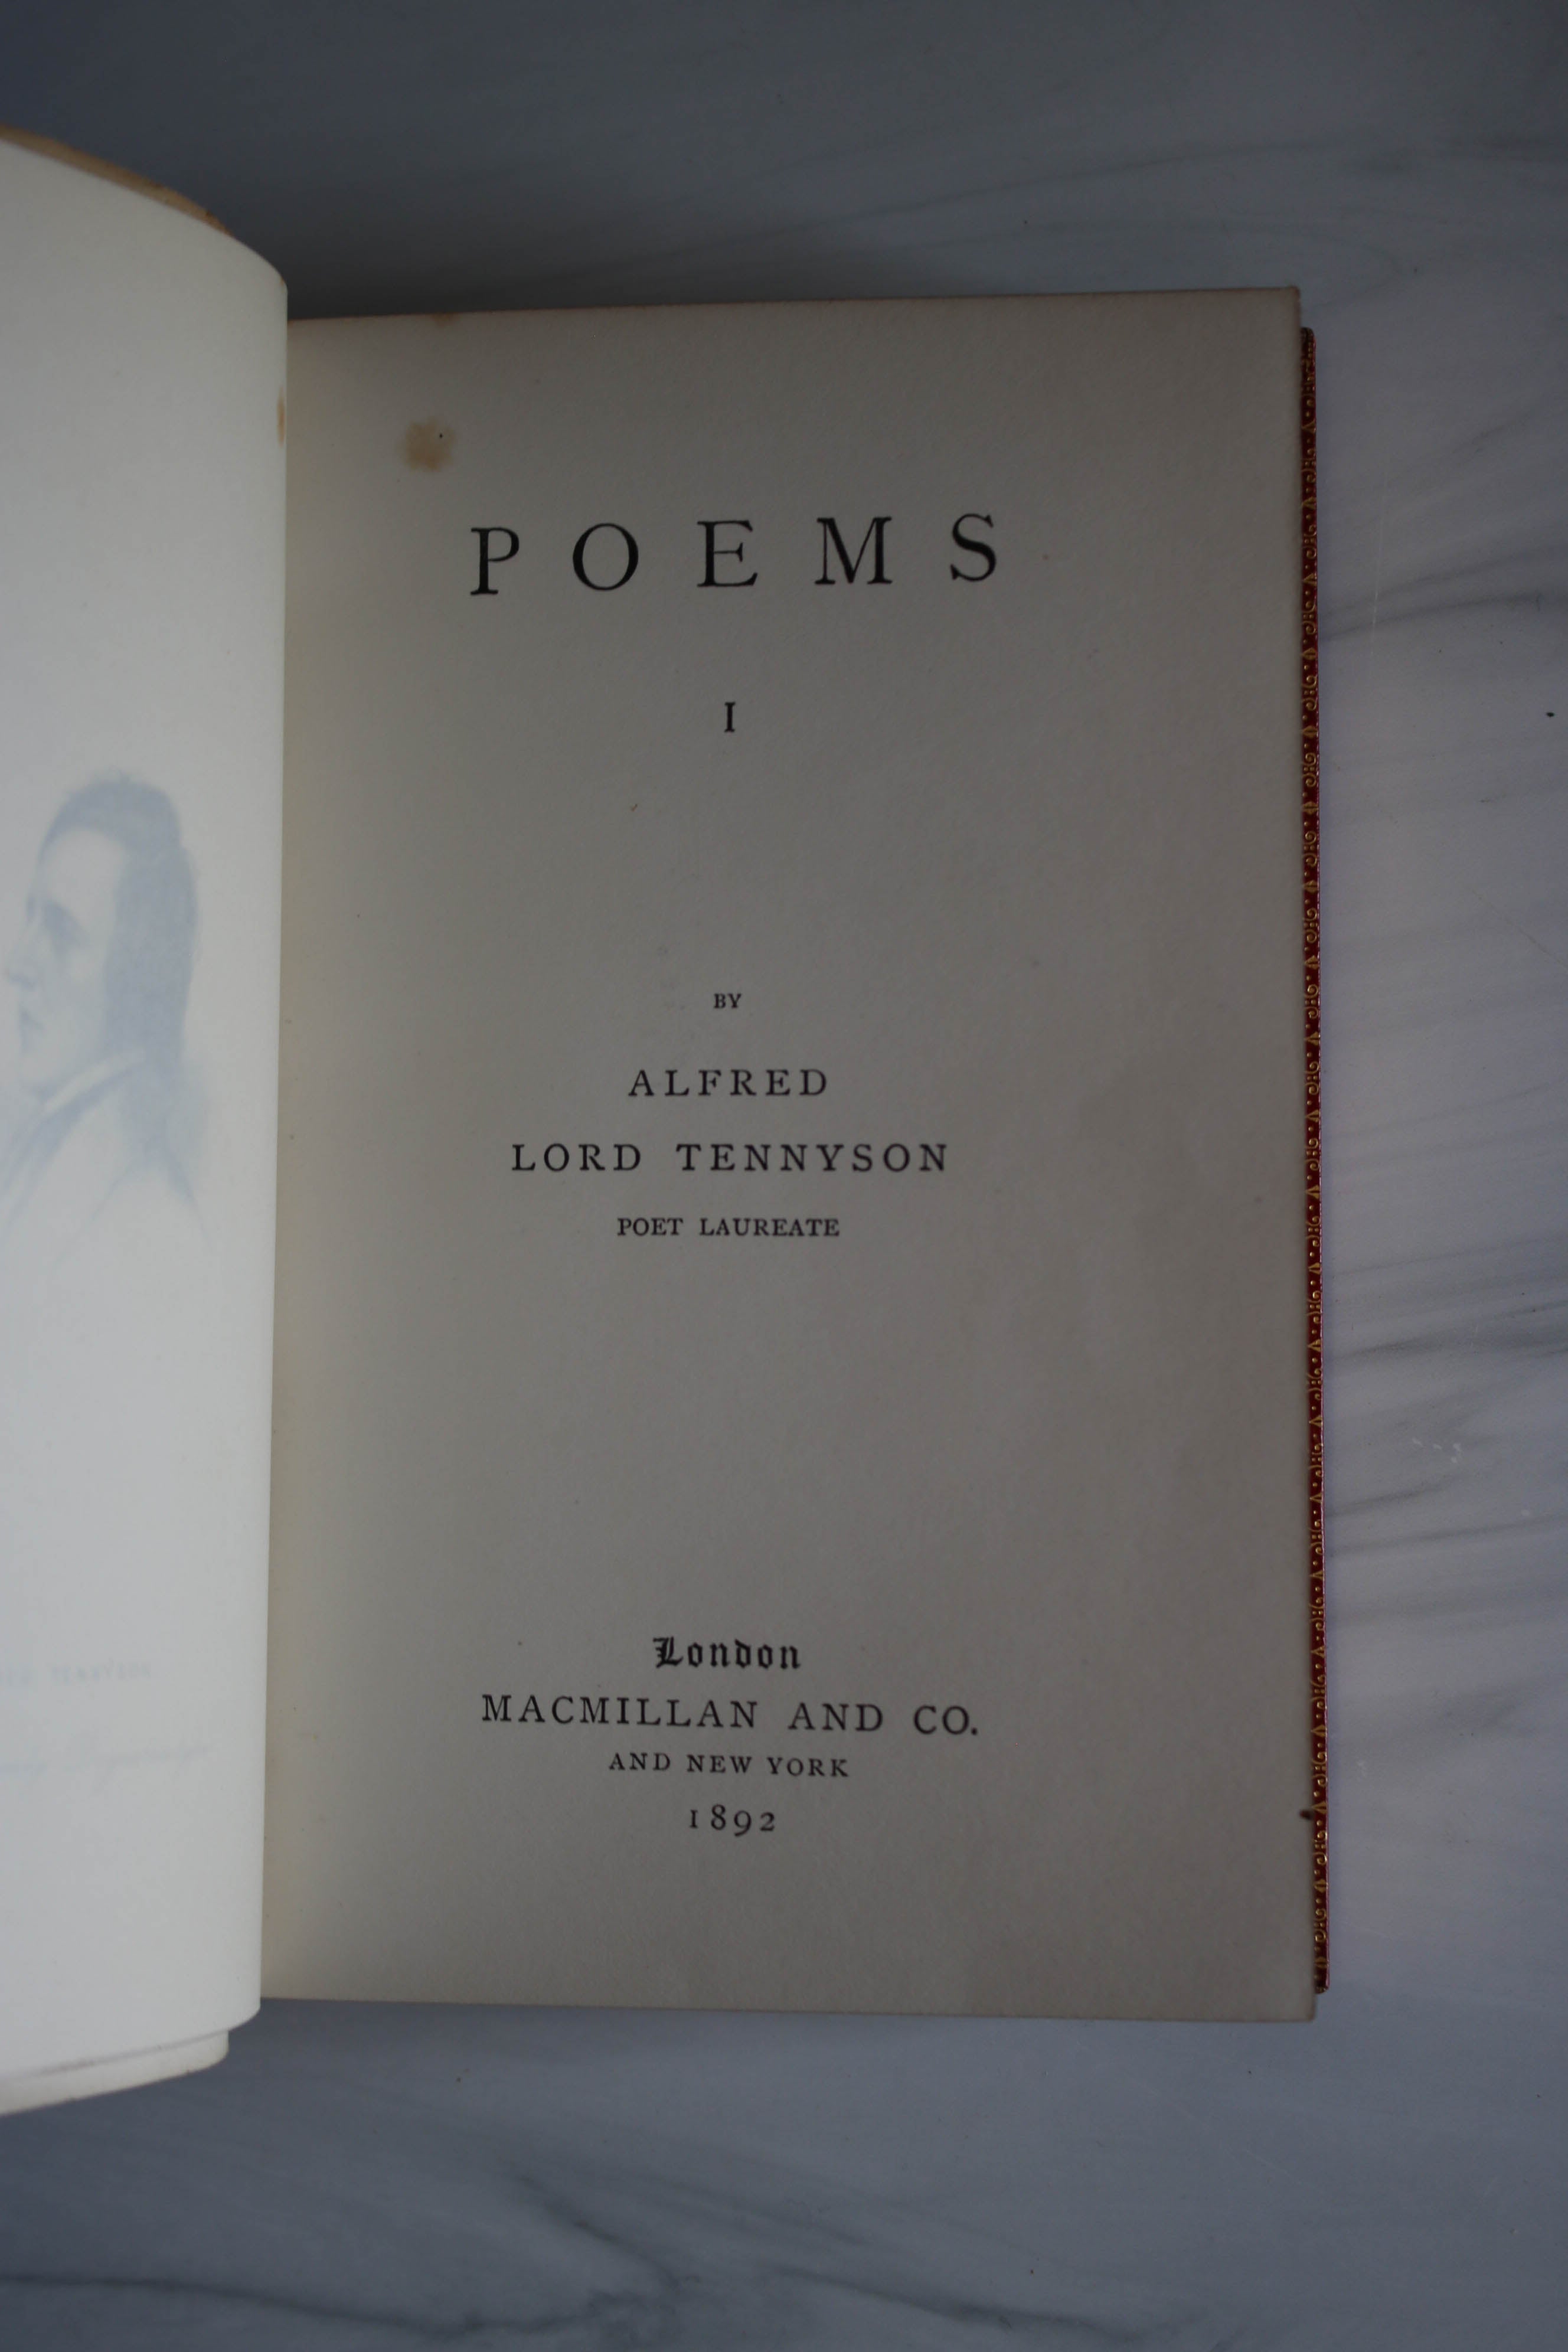 POEMS
I
BY
ALFRED
LORD TENNYSON
POET LAUREATE
London
MACMILLAN AND CO.
AND NEW YORK
1892